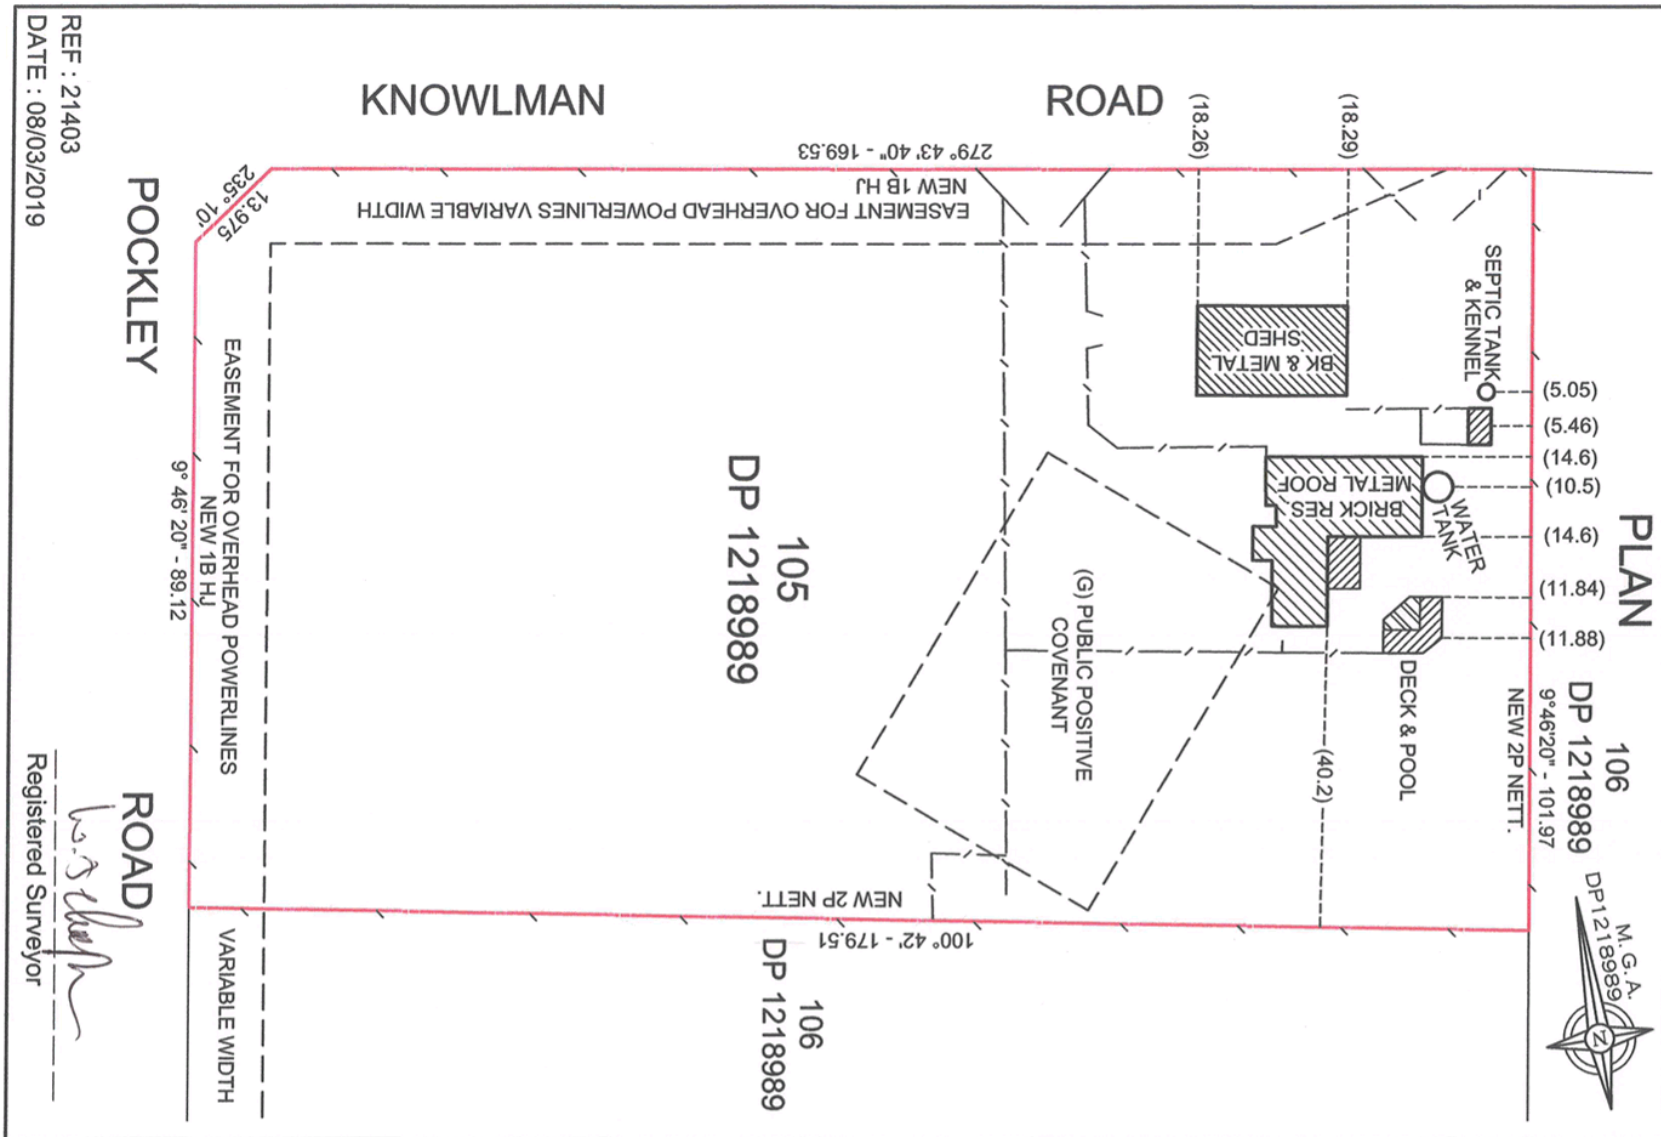 PLAN
KNOWLMAN ROAD
279° 43' 40" - 169.53
NEW 1B HJ
EASEMENT FOR OVERHEAD POWERLINES VARIABLE WIDTH
(18.26)
(18.29)
BK & METAL
SHED
SEPTIC TANK
& KENNEL
(5.05)
(5.46)
(14.6)
(10.5)
(14.6)
(11.84)
(11.88)
BRICK RES
METAL ROOF
WATER
TANK
DECK & POOL
(40.2)
106
DP 1218989
9°46'20" - 101.97
NEW 2P NETT.
M. G. A.
DP1218989
N
(G) PUBLIC POSITIVE
COVENANT
105
DP 1218989
NEW 2P NETT.
100° 42' - 179.51
106
DP 1218989
235° 10'
13.975
EASEMENT FOR OVERHEAD POWERLINES
NEW 1B HJ
9° 46' 20" - 89.12
VARIABLE WIDTH
POCKLEY ROAD
REF : 21403
DATE : 08/03/2019
Registered Surveyor